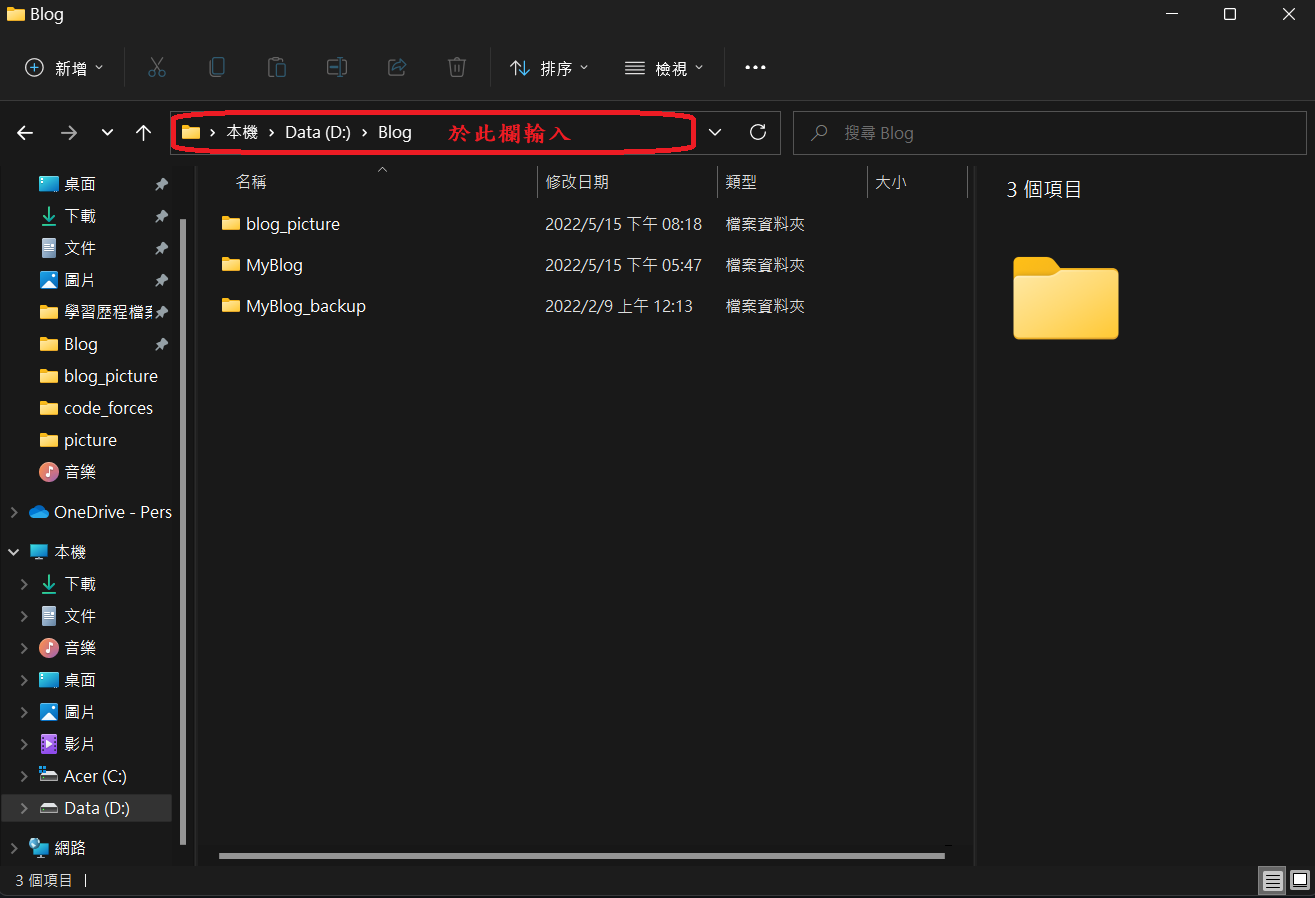 Blog
新增 排序 檢視
本機 Data (D:) Blog 於此欄輸入 搜尋 Blog
桌面
下載
文件
圖片
學習歷程檔
Blog
blog_picture
code_forces
picture
音樂
OneDrive - Pers
本機
下載
文件
音樂
桌面
圖片
影片
Acer (C:)
Data (D:)
網路
名稱 修改日期 類型 大小
blog_picture 2022/5/15 下午 08:18 檔案資料夾
MyBlog 2022/5/15 下午 05:47 檔案資料夾
MyBlog_backup 2022/2/9 上午 12:13 檔案資料夾
3 個項目
3 個項目